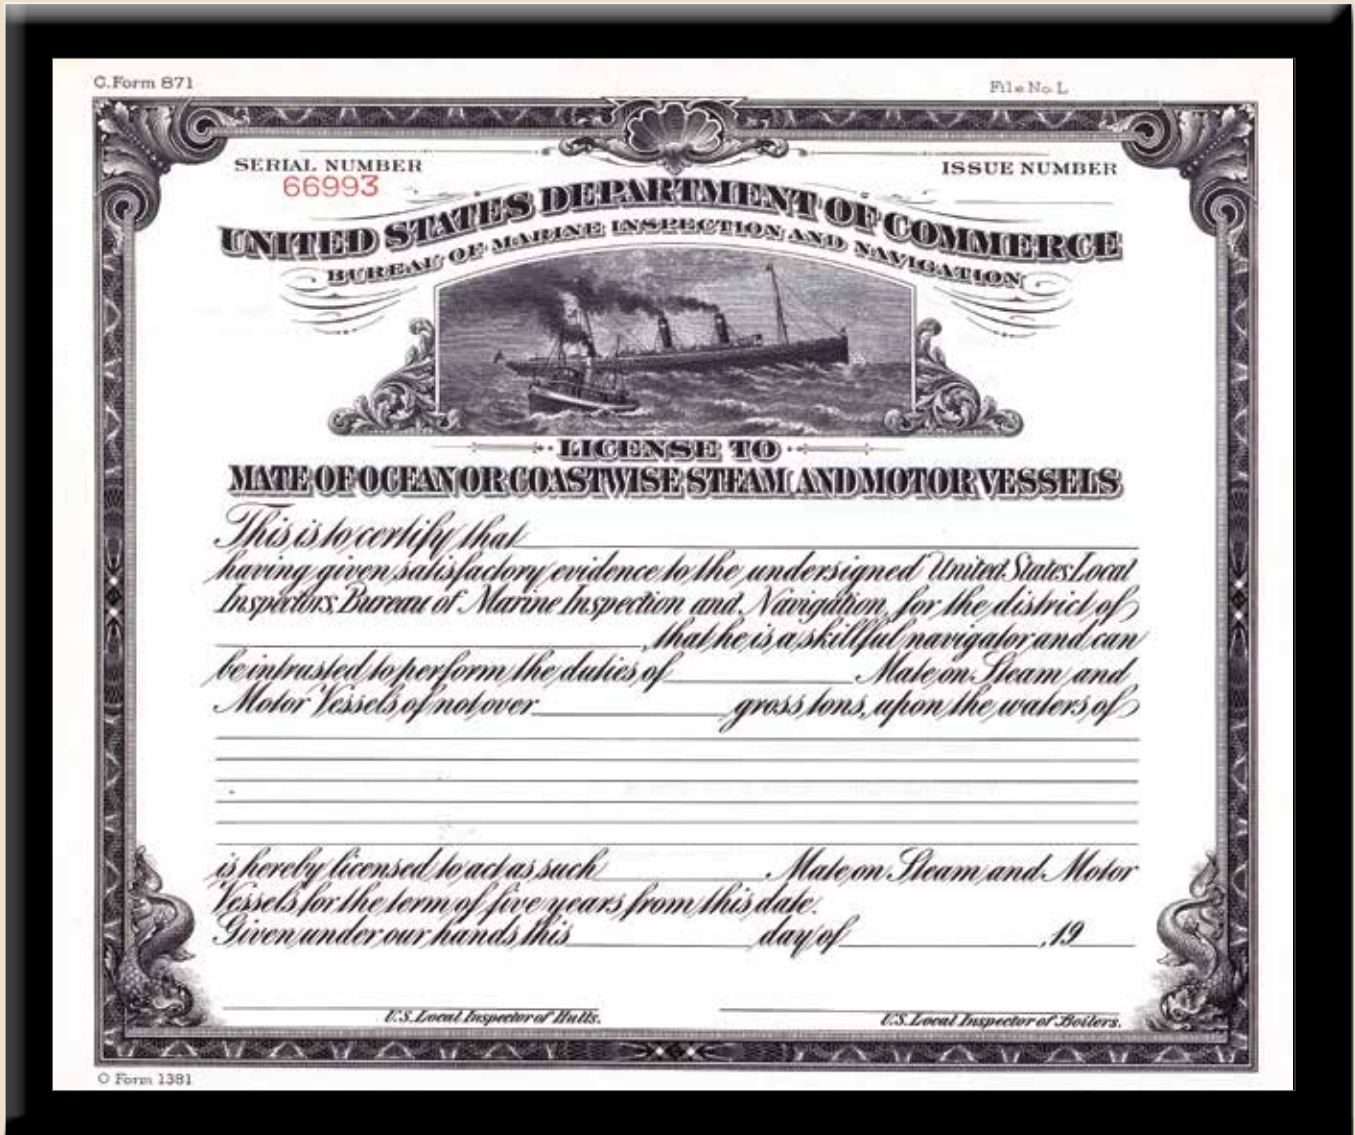 C.Form 871
File No. L
SERIAL NUMBER
66993
ISSUE NUMBER
UNITED STATES DEPARTMENT OF COMMERCE
BUREAU OF MARINE INSPECTION AND NAVIGATION
LICENSE TO
MATE OF OCEAN OR COASTWISE STEAM AND MOTOR VESSELS
This is to certify that
having given satisfactory evidence to the undersigned United States Local
Inspectors, Bureau of Marine Inspection and Navigation, for the district of
, that he is a skillful navigator and can
be intrusted to perform the duties of Mate on Steam and
Motor Vessels of not over gross tons, upon the waters of
is hereby licensed to act as such Mate on Steam and Motor
Vessels for the term of five years from this date.
Given under our hands, this day of , 19
U.S. Local Inspector of Hulls.
U.S. Local Inspector of Boilers.
O Form 1381